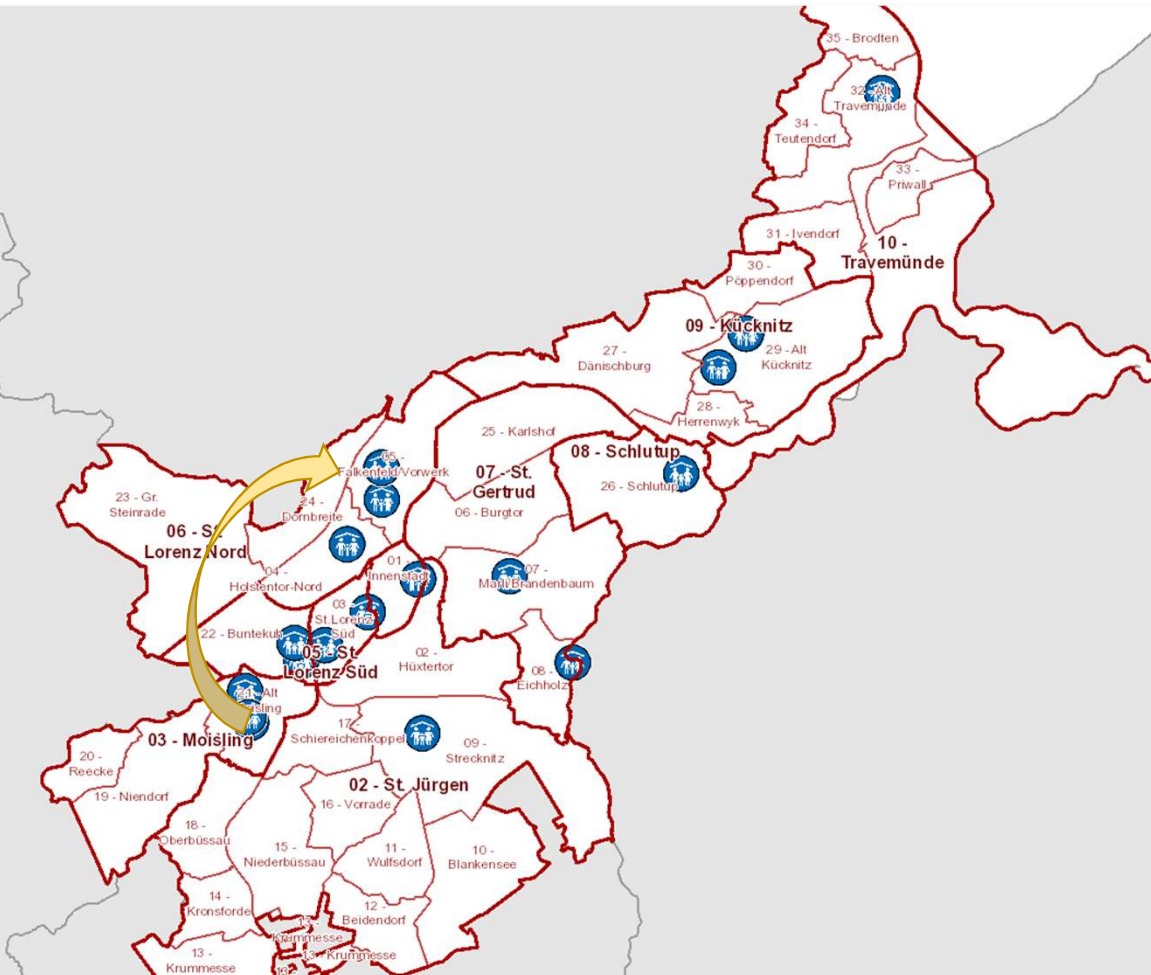 35 - Brodten
32 - Alt
Travemünde
34 -
Teutendorf
33 -
Priwall
31 - Ivendorf
10 -
Travemünde
30 -
Pöppendorf
09 - Kücknitz
27 -
Dänischburg
29 - Alt
Kücknitz
28 -
Herrenwyk
25 - Karlshof
08 - Schlutup
05 -
Falkenfeld/Vorwerk
07 - St.
Gertrud
26 - Schlutup
23 - Gr.
Steinrade
24 -
Dornbreite
06 - Burgtor
06 - St.
Lorenz Nord
01 -
Innenstadt
04 -
Holstentor-Nord
07 -
Marli/Brandenbaum
03 -
St.Lorenz
Süd
22 - Buntekuh
05 - St.
Lorenz Süd
02 -
Hüxtertor
08 -
Eichholz
21 - Alt
03 - Moisling
17 -
Schiereichenkoppel
09 -
Strecknitz
20 -
Reecke
19 - Niendorf
02 - St. Jürgen
16 - Vorrade
18 -
Oberbüssau
15 -
Niederbüssau
11 -
Wulfsdorf
10 -
Blankensee
14 -
Kronsforde
12 -
Beidendorf
13 -
Krummesse
13 - Krummesse
13 -
Krummesse
13